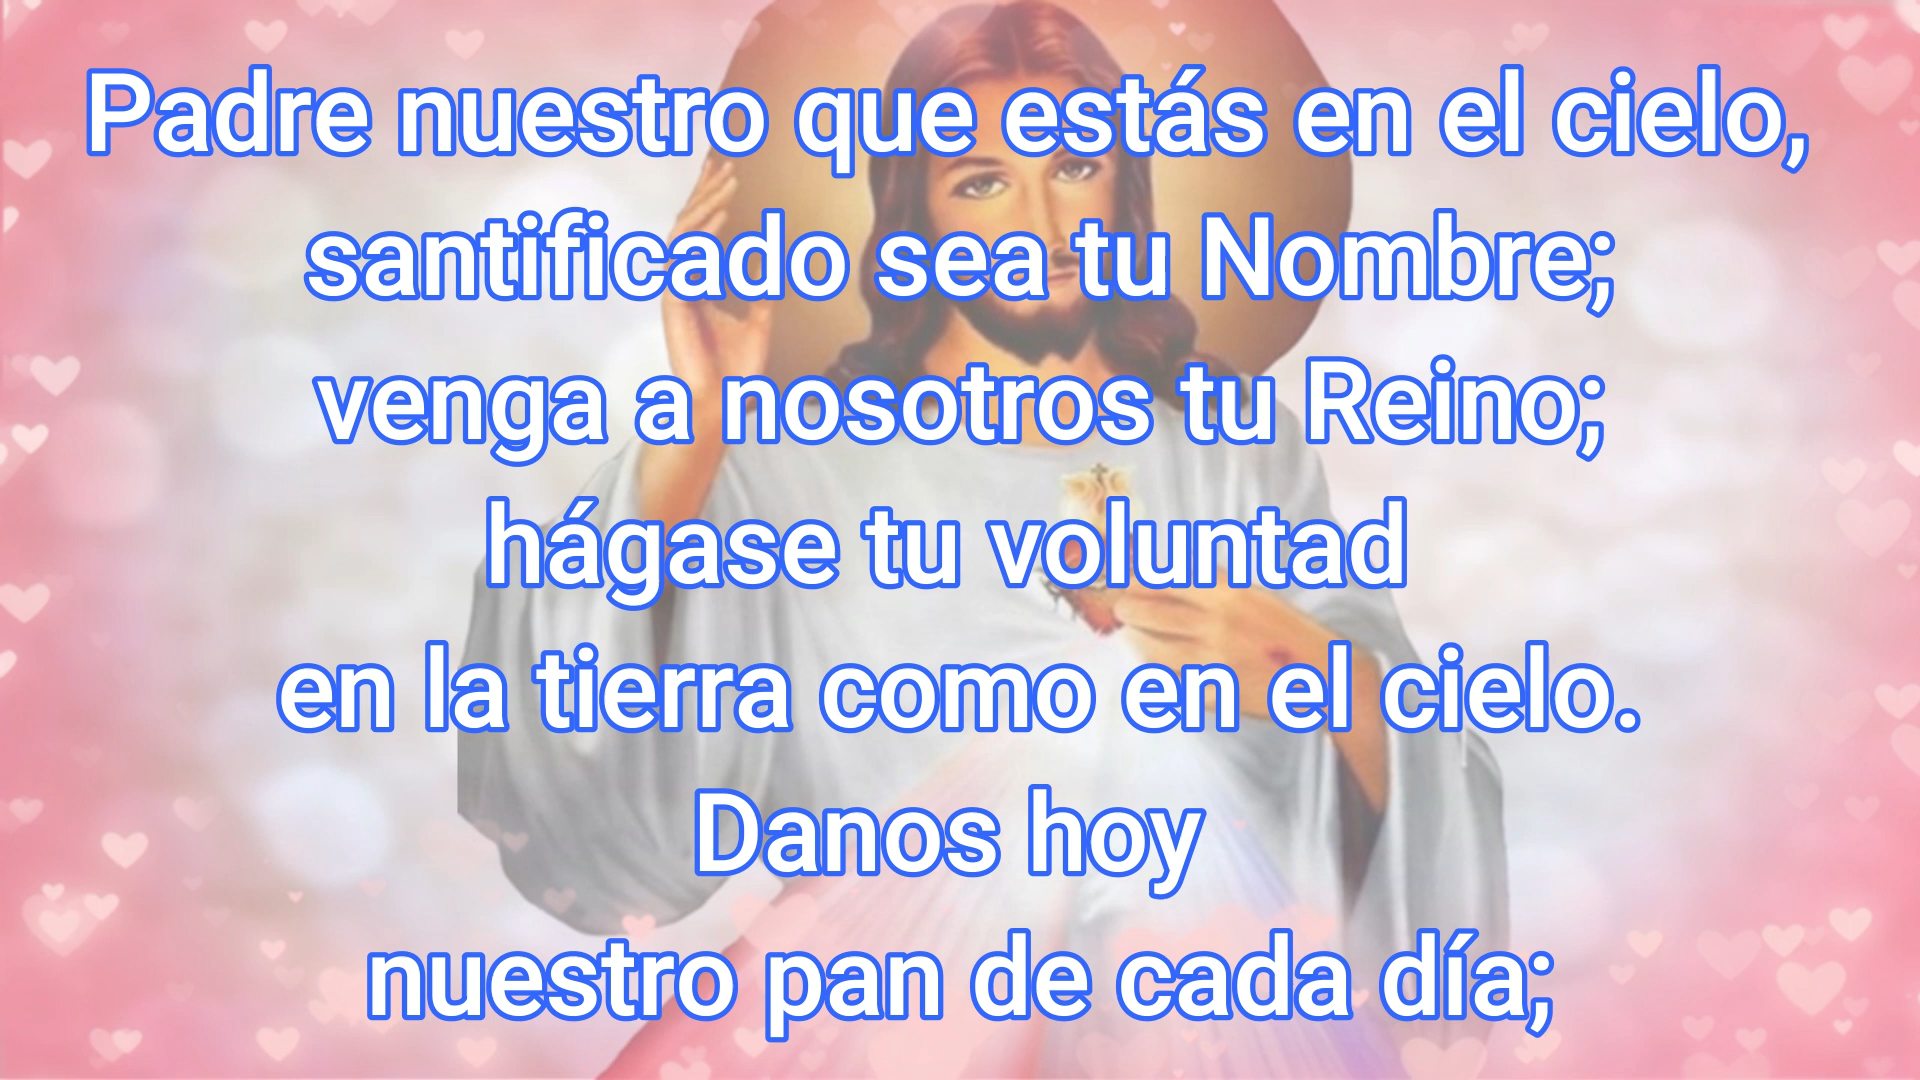 Padre nuestro que estás en el cielo,
santificado sea tu Nombre;
venga a nosotros tu Reino;
hágase tu voluntad
en la tierra como en el cielo.
Danos hoy
nuestro pan de cada día;